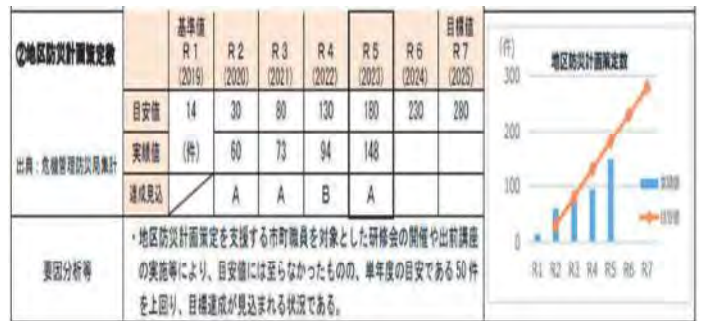 ②地区防災計画策定数
出典：危機管理防災局集計
基準値 目標値
R1 R2 R3 R4 R5 R6 R7
(2019) (2020) (2021) (2022) (2023) (2024) (2025)
目安値 14 30 80 130 180 230 280
実績値 (件) 60 73 94 148
達成見込 A A B A
要因分析等
・地区防災計画策定を支援する市町職員を対象とした研修会の開催や出前講座
の実施等により、目安値には至らなかったものの、単年度の目安である50件
を上回り、目標達成が見込まれる状況である。
(件) 地区防災計画策定数
300
200
100
0
R1 R2 R3 R4 R5 R6 R7
実績値
目安値